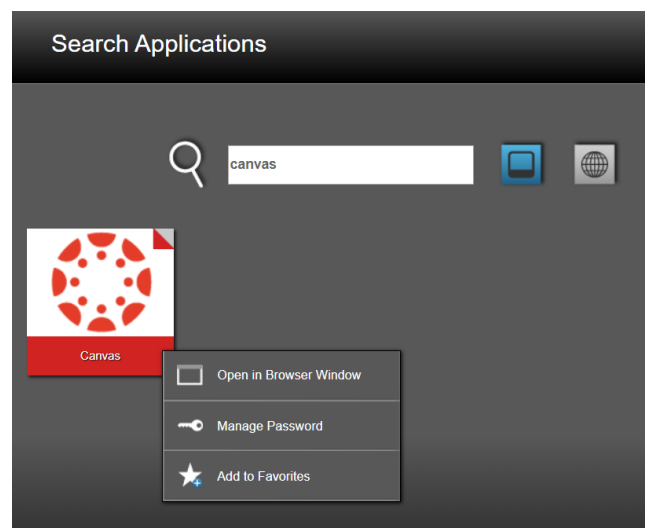 Search Applications
canvas
Canvas
Open in Browser Window
Manage Password
Add to Favorites